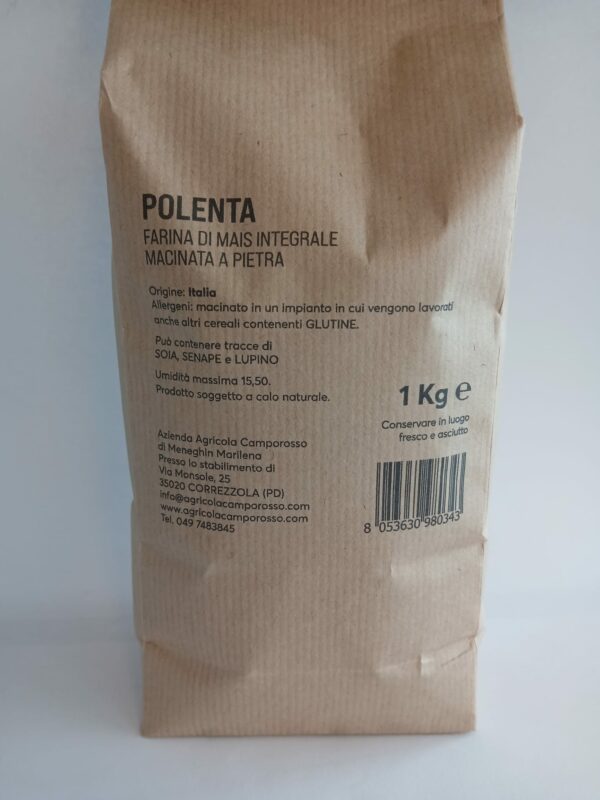 POLENTA
FARINA DI MAIS INTEGRALE
MACINATA A PIETRA
Origine: Italia
Allergeni: macinato in un impianto in cui vengono lavorati
anche altri cereali contenenti GLUTINE.
Può contenere tracce di
SOIA, SENAPE e LUPINO
Umidità massima 15,50.
Prodotto soggetto a calo naturale.
1 Kg e
Conservare in luogo
fresco e asciutto
Azienda Agricola Camporosso
di Meneghin Marilena
Presso lo stabilimento di
Via Monsole, 25
35020 CORREZZOLA (PD)
info@agricolacamporosso.com
www.agricolacamporosso.com
Tel. 049 7483845
8 053630 980343